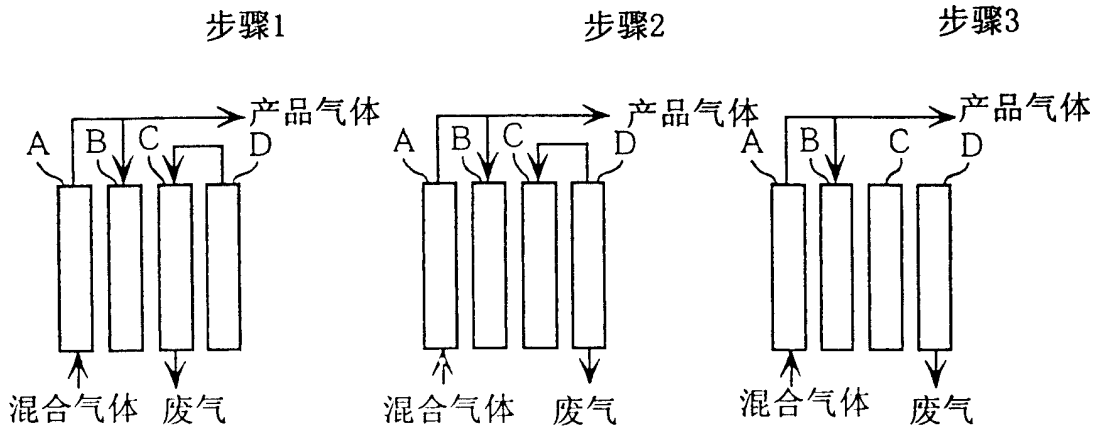 步骤1 步骤2 步骤3
产品气体 产品气体 产品气体
A B C D A B C D A B C D
混合气体 废气 混合气体 废气 混合气体 废气